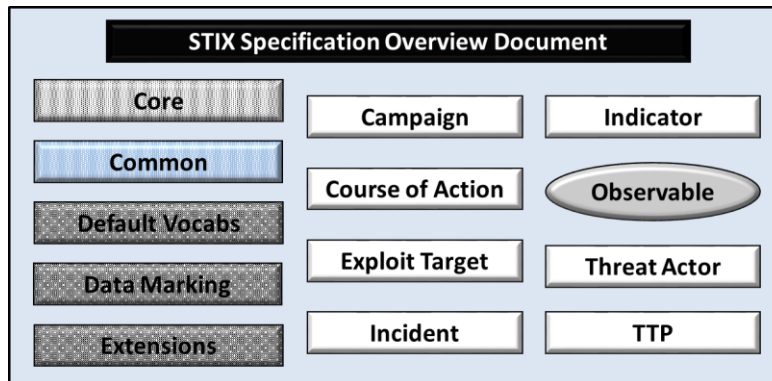 STIX Specification Overview Document
Core
Common
Default Vocabs
Data Marking
Extensions
Campaign
Course of Action
Exploit Target
Incident
Indicator
Observable
Threat Actor
TTP